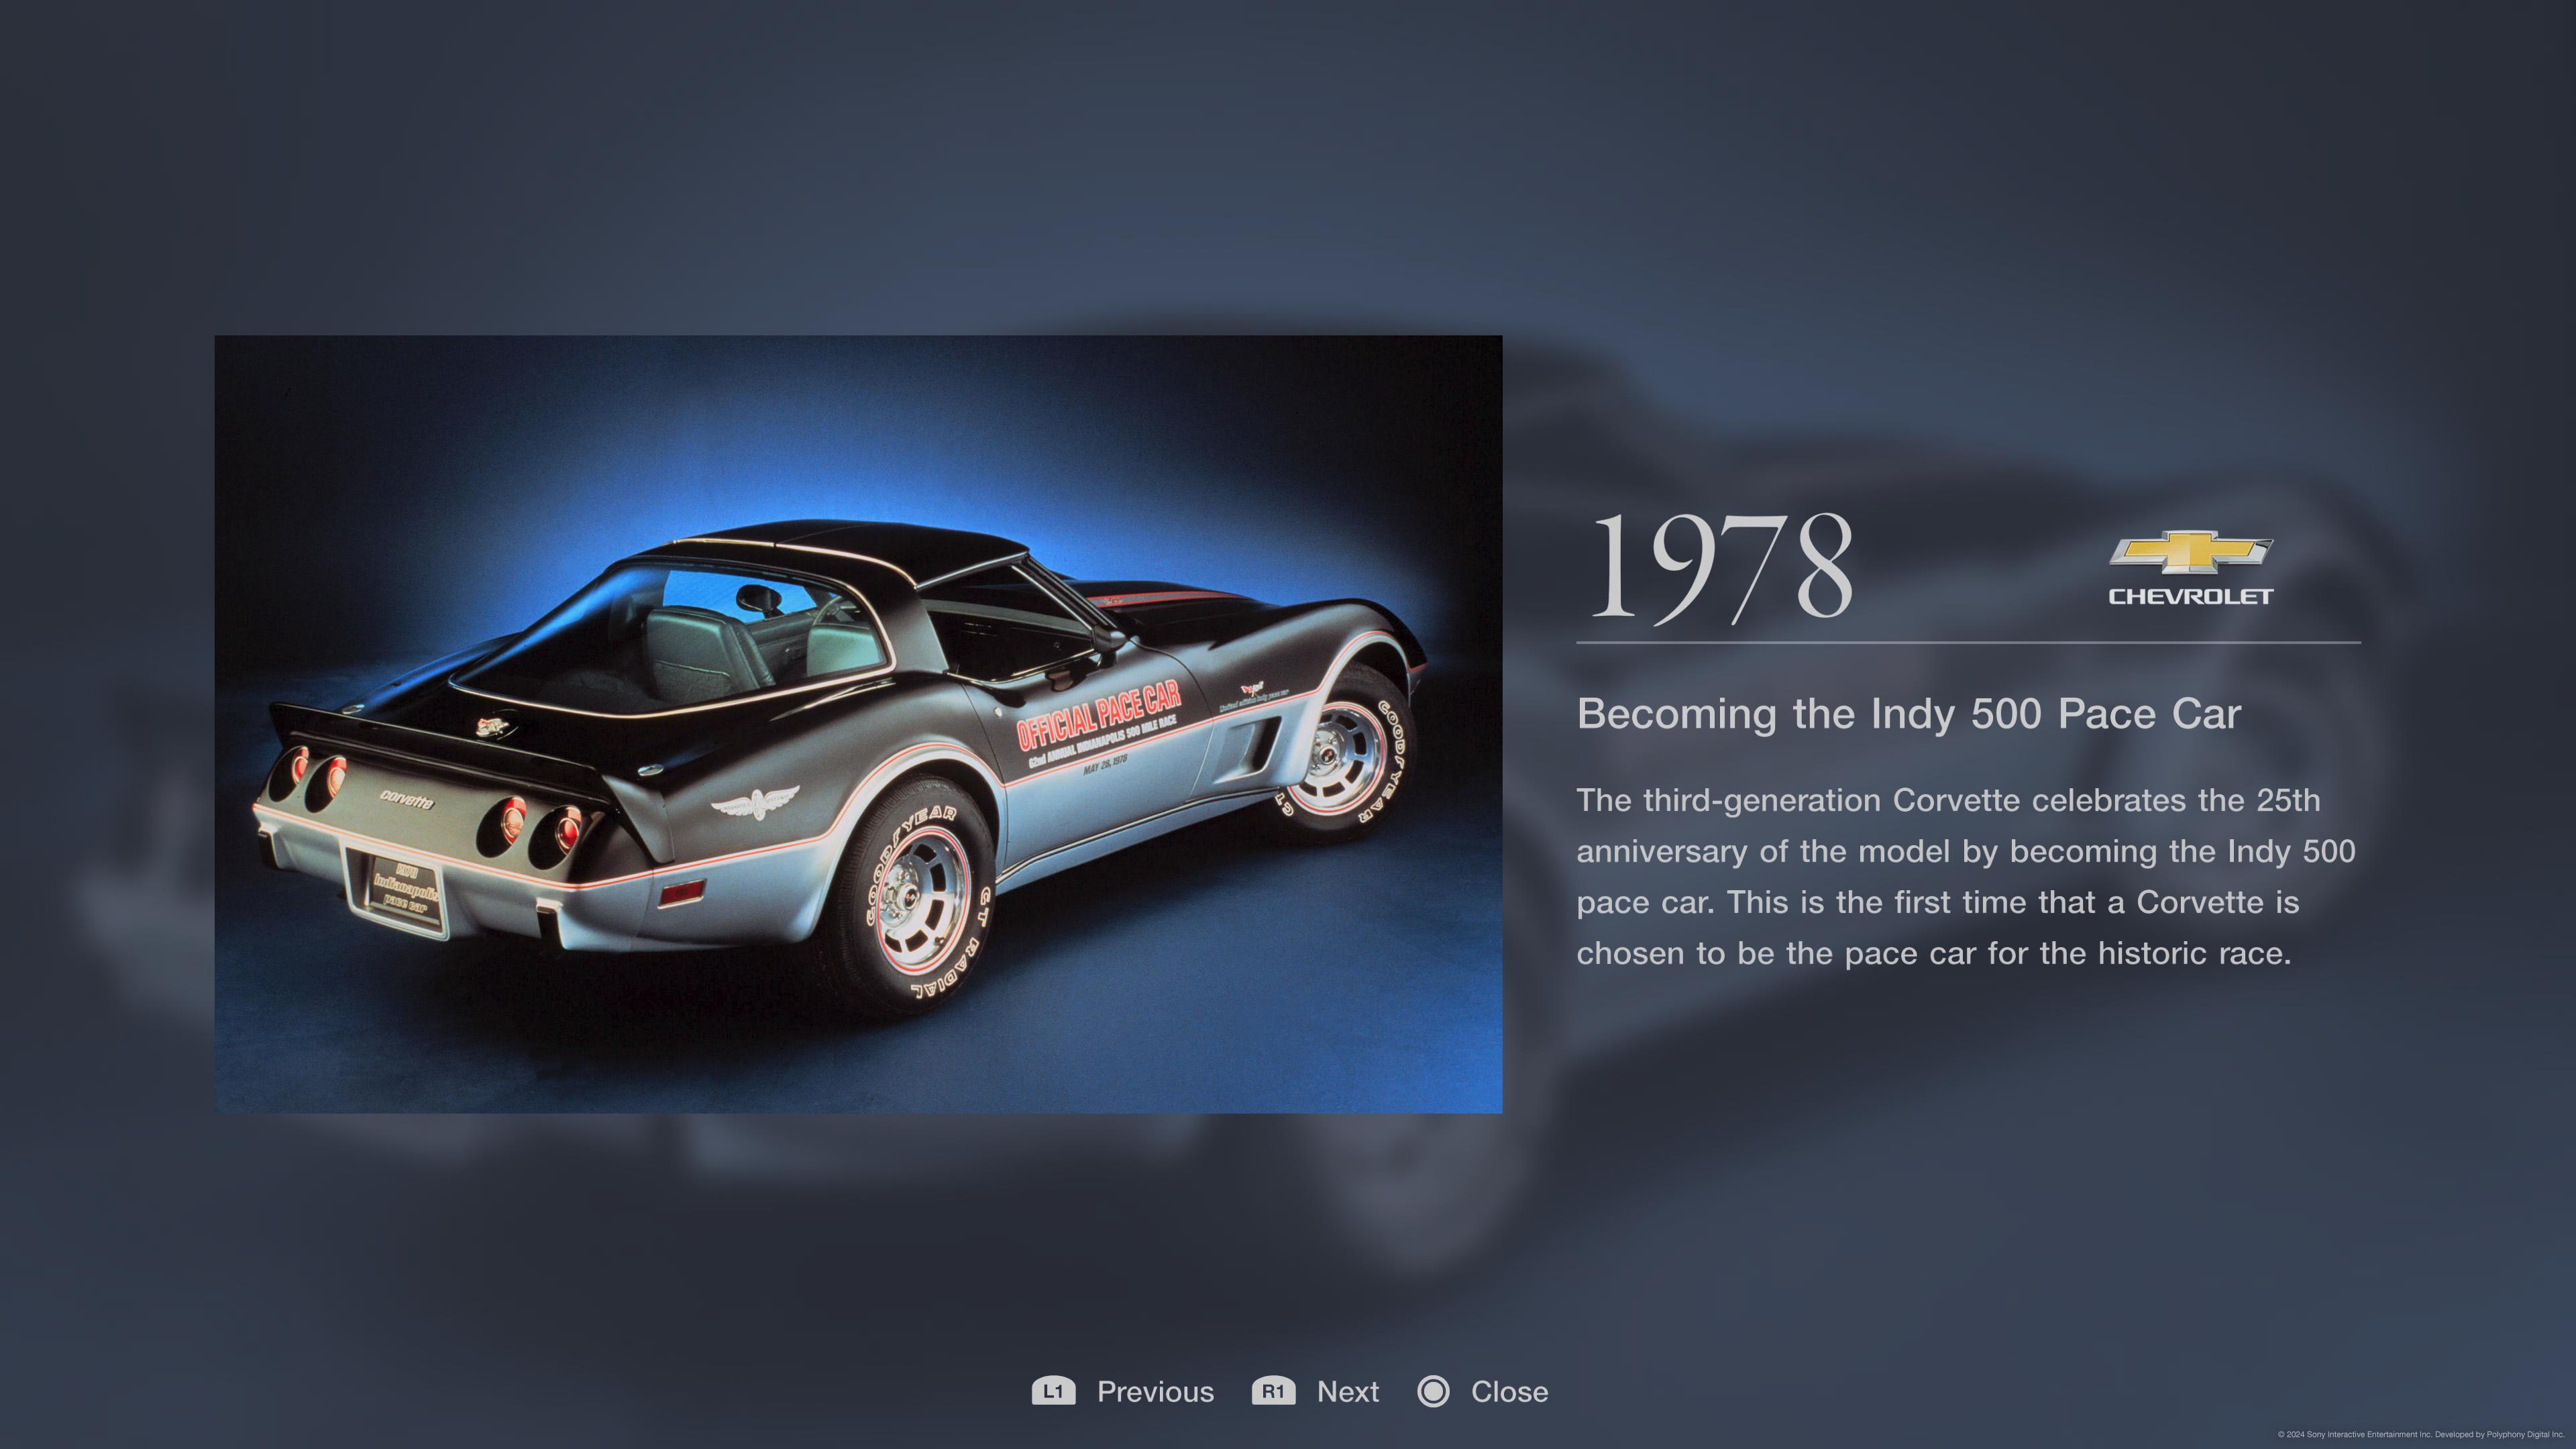 1978
CHEVROLET
Becoming the Indy 500 Pace Car
The third-generation Corvette celebrates the 25th
anniversary of the model by becoming the Indy 500
pace car. This is the first time that a Corvette is
chosen to be the pace car for the historic race.
OFFICIAL PACE CAR
62nd ANNUAL INDIANAPOLIS 500 MILE RACE
MAY 28, 1978
corvette
1978
indianapolis
pace car
GOODYEAR
GT RADIAL
GOODYEAR
GT
L1 Previous R1 Next Close
© 2024 Sony Interactive Entertainment Inc. Developed by Polyphony Digital Inc.